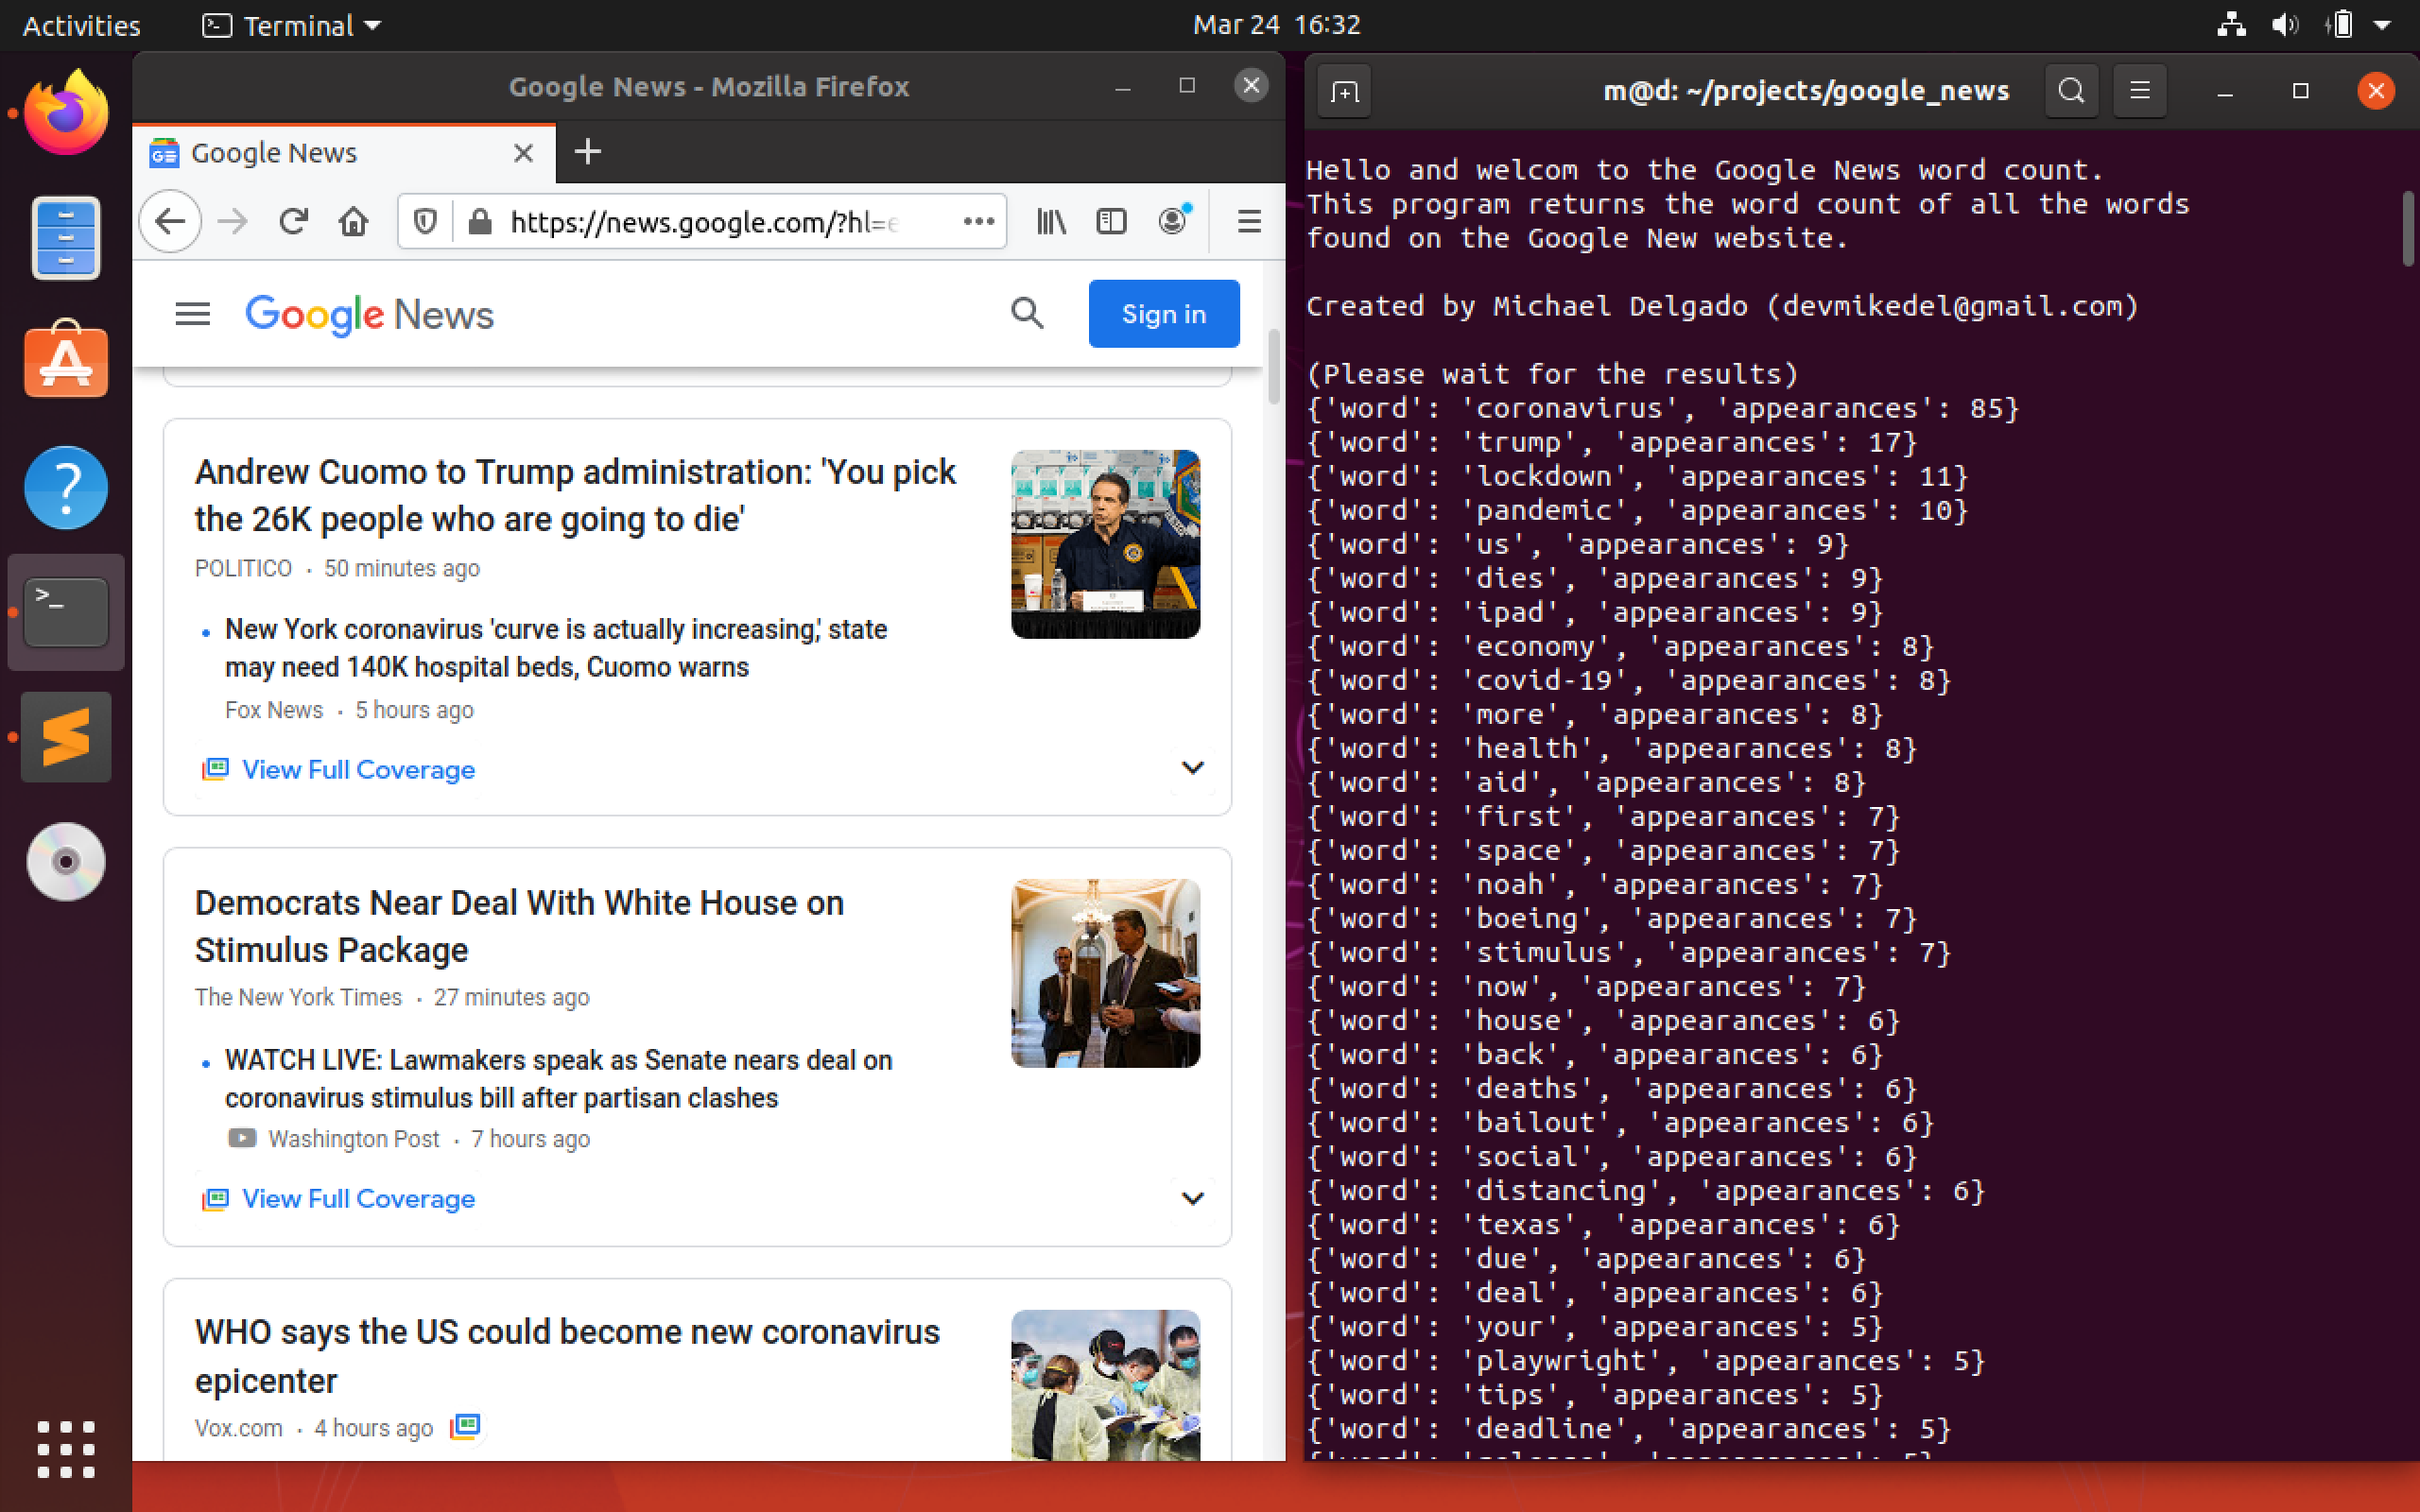 Activities
Terminal
Mar 24 16:32
Google News - Mozilla Firefox
Google News
https://news.google.com/?hl=e
Google News
Sign in
Andrew Cuomo to Trump administration: 'You pick
the 26K people who are going to die'
POLITICO · 50 minutes ago
New York coronavirus 'curve is actually increasing,' state
may need 140K hospital beds, Cuomo warns
Fox News · 5 hours ago
View Full Coverage
Democrats Near Deal With White House on
Stimulus Package
The New York Times · 27 minutes ago
WATCH LIVE: Lawmakers speak as Senate nears deal on
coronavirus stimulus bill after partisan clashes
Washington Post · 7 hours ago
View Full Coverage
WHO says the US could become new coronavirus
epicenter
Vox.com · 4 hours ago
m@d: ~/projects/google_news
Hello and welcom to the Google News word count.
This program returns the word count of all the words
found on the Google New website.
Created by Michael Delgado (devmikedel@gmail.com)
(Please wait for the results)
{'word': 'coronavirus', 'appearances': 85}
{'word': 'trump', 'appearances': 17}
{'word': 'lockdown', 'appearances': 11}
{'word': 'pandemic', 'appearances': 10}
{'word': 'us', 'appearances': 9}
{'word': 'dies', 'appearances': 9}
{'word': 'ipad', 'appearances': 9}
{'word': 'economy', 'appearances': 8}
{'word': 'covid-19', 'appearances': 8}
{'word': 'more', 'appearances': 8}
{'word': 'health', 'appearances': 8}
{'word': 'aid', 'appearances': 8}
{'word': 'first', 'appearances': 7}
{'word': 'space', 'appearances': 7}
{'word': 'noah', 'appearances': 7}
{'word': 'boeing', 'appearances': 7}
{'word': 'stimulus', 'appearances': 7}
{'word': 'now', 'appearances': 7}
{'word': 'house', 'appearances': 6}
{'word': 'back', 'appearances': 6}
{'word': 'deaths', 'appearances': 6}
{'word': 'bailout', 'appearances': 6}
{'word': 'social', 'appearances': 6}
{'word': 'distancing', 'appearances': 6}
{'word': 'texas', 'appearances': 6}
{'word': 'due', 'appearances': 6}
{'word': 'deal', 'appearances': 6}
{'word': 'your', 'appearances': 5}
{'word': 'playwright', 'appearances': 5}
{'word': 'tips', 'appearances': 5}
{'word': 'deadline', 'appearances': 5}